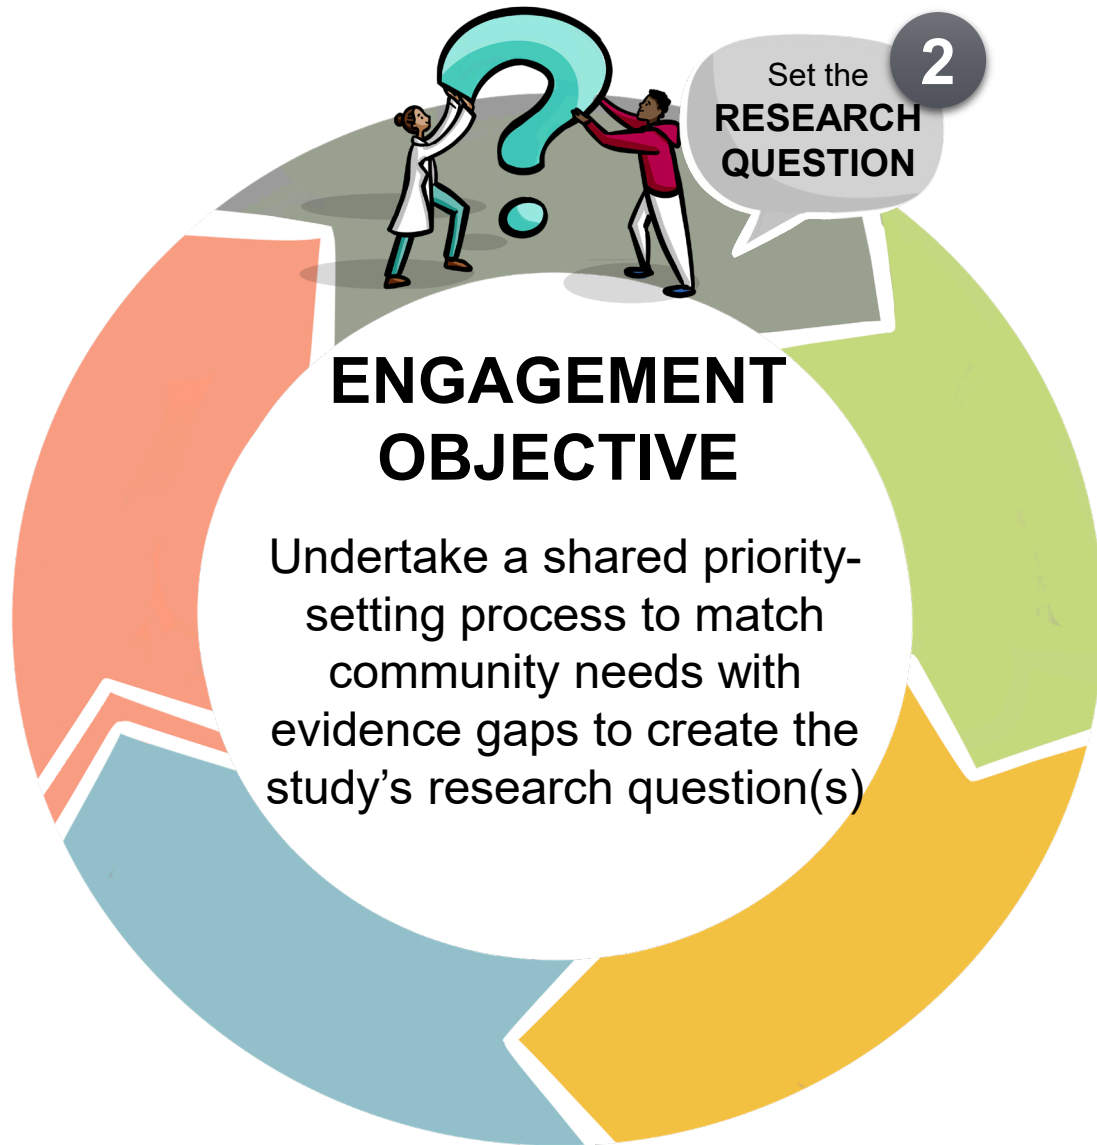 2
Set the
RESEARCH
QUESTION
ENGAGEMENT
OBJECTIVE
Undertake a shared priority-
setting process to match
community needs with
evidence gaps to create the
study’s research question(s)